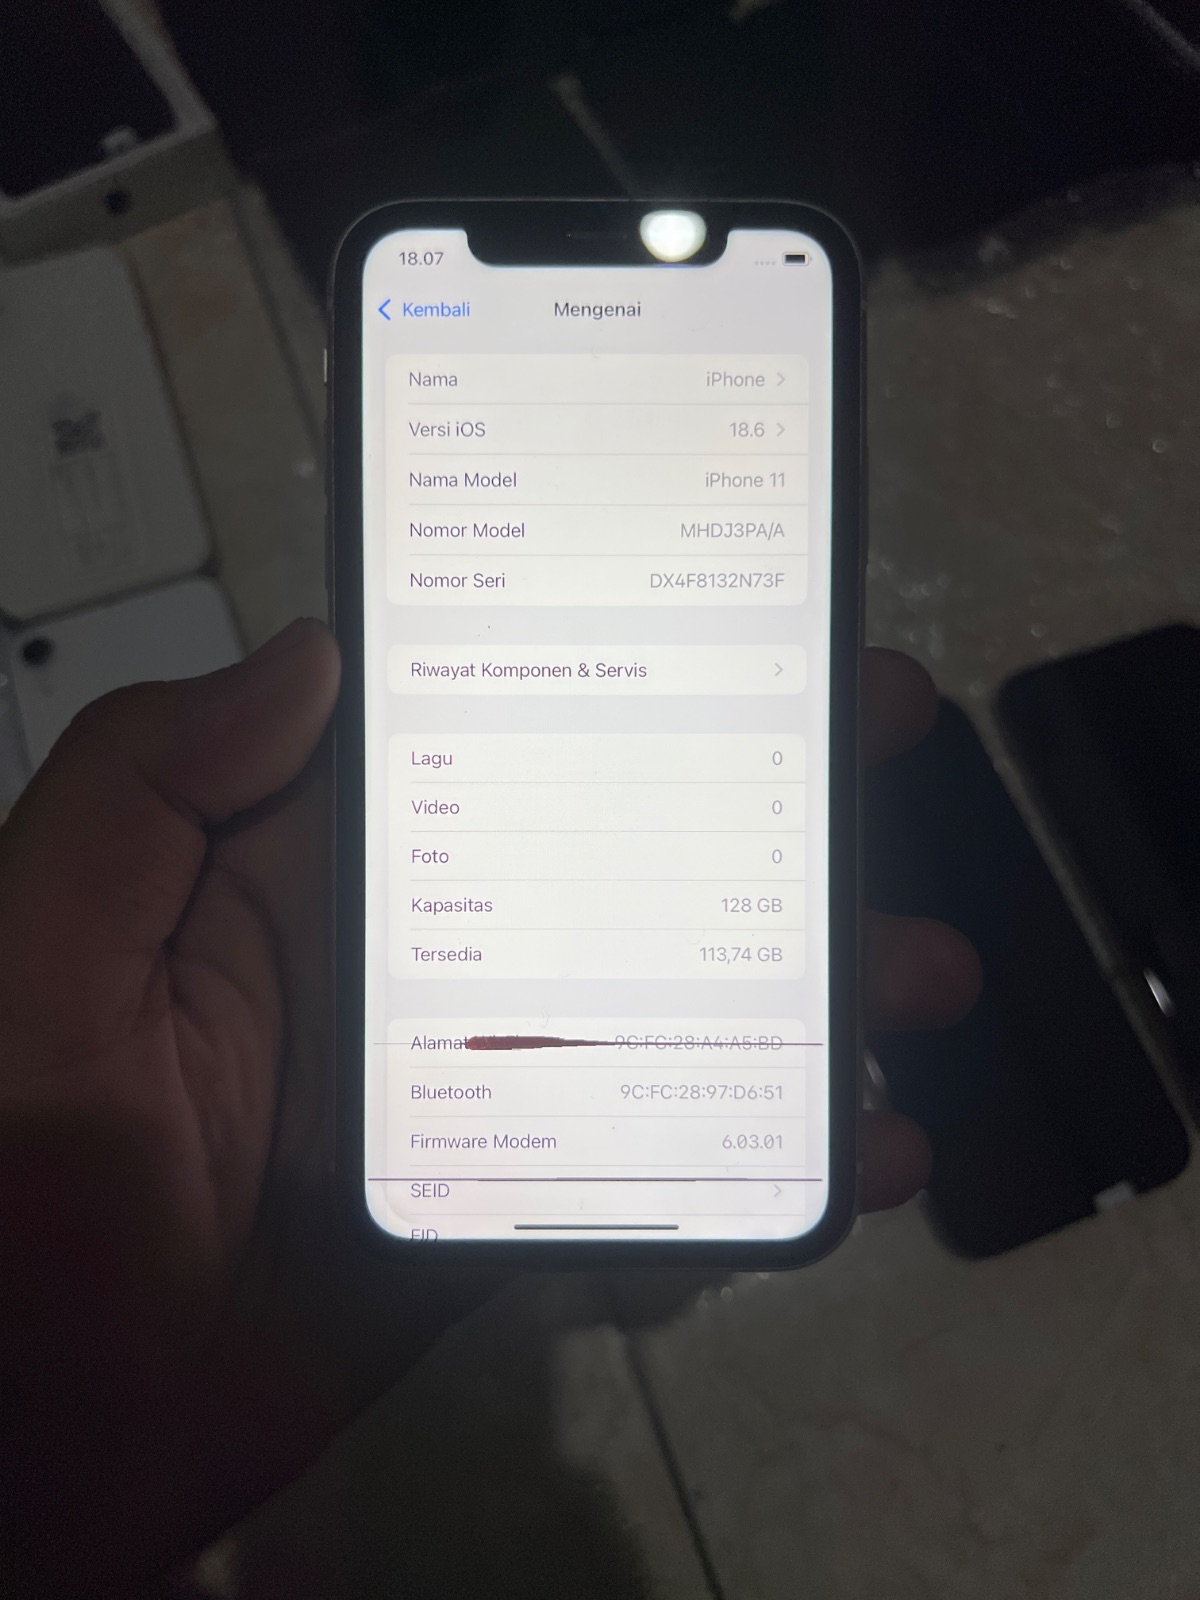 18.07
Kembali Mengenai
Nama iPhone
Versi iOS 18.6
Nama Model iPhone 11
Nomor Model MHDJ3PA/A
Nomor Seri DX4F8132N73F
Riwayat Komponen & Servis
Lagu 0
Video 0
Foto 0
Kapasitas 128 GB
Tersedia 113,74 GB
Alamat 9C:FC:28:A4:A5:BD
Bluetooth 9C:FC:28:97:D6:51
Firmware Modem 6.03.01
SEID
EID